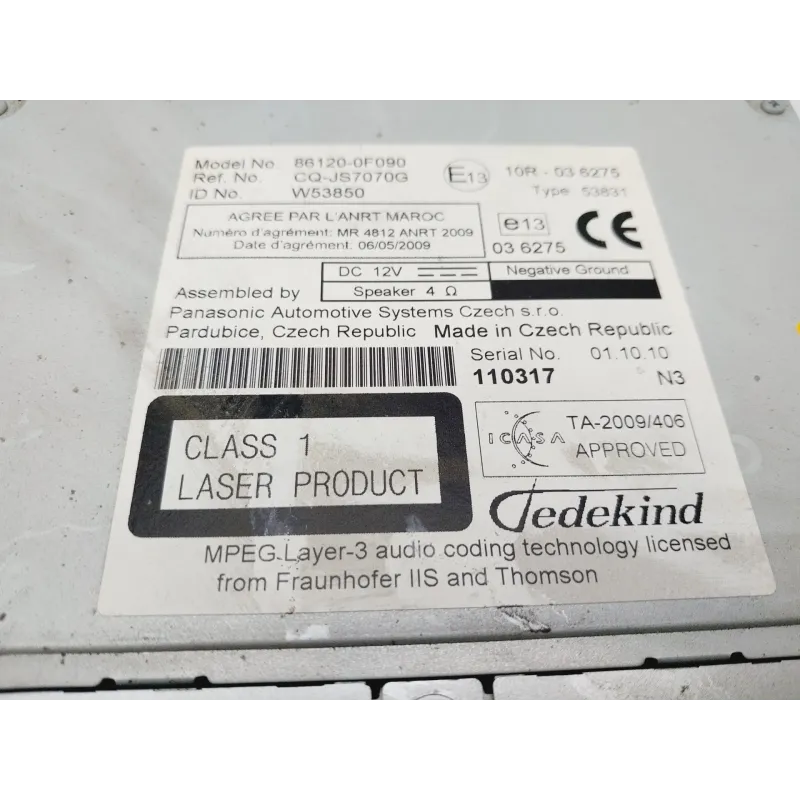 Model No. 86120-0F090
Ref. No. CQ-JS7070G
ID No. W53850
E13 10R - 03 6275
Type 53831
AGREE PAR L'ANRT MAROC
Numéro d'agrément: MR 4812 ANRT 2009
Date d'agrément: 06/05/2009
e13
03 6275
CE
DC 12V
Negative Ground
Speaker 4 Ω
Assembled by
Panasonic Automotive Systems Czech s.r.o.
Pardubice, Czech Republic Made in Czech Republic
Serial No. 01.10.10
110317 N3
CLASS 1
LASER PRODUCT
ICASA
TA-2009/406
APPROVED
Tedekind
MPEG Layer-3 audio coding technology licensed
from Fraunhofer IIS and Thomson